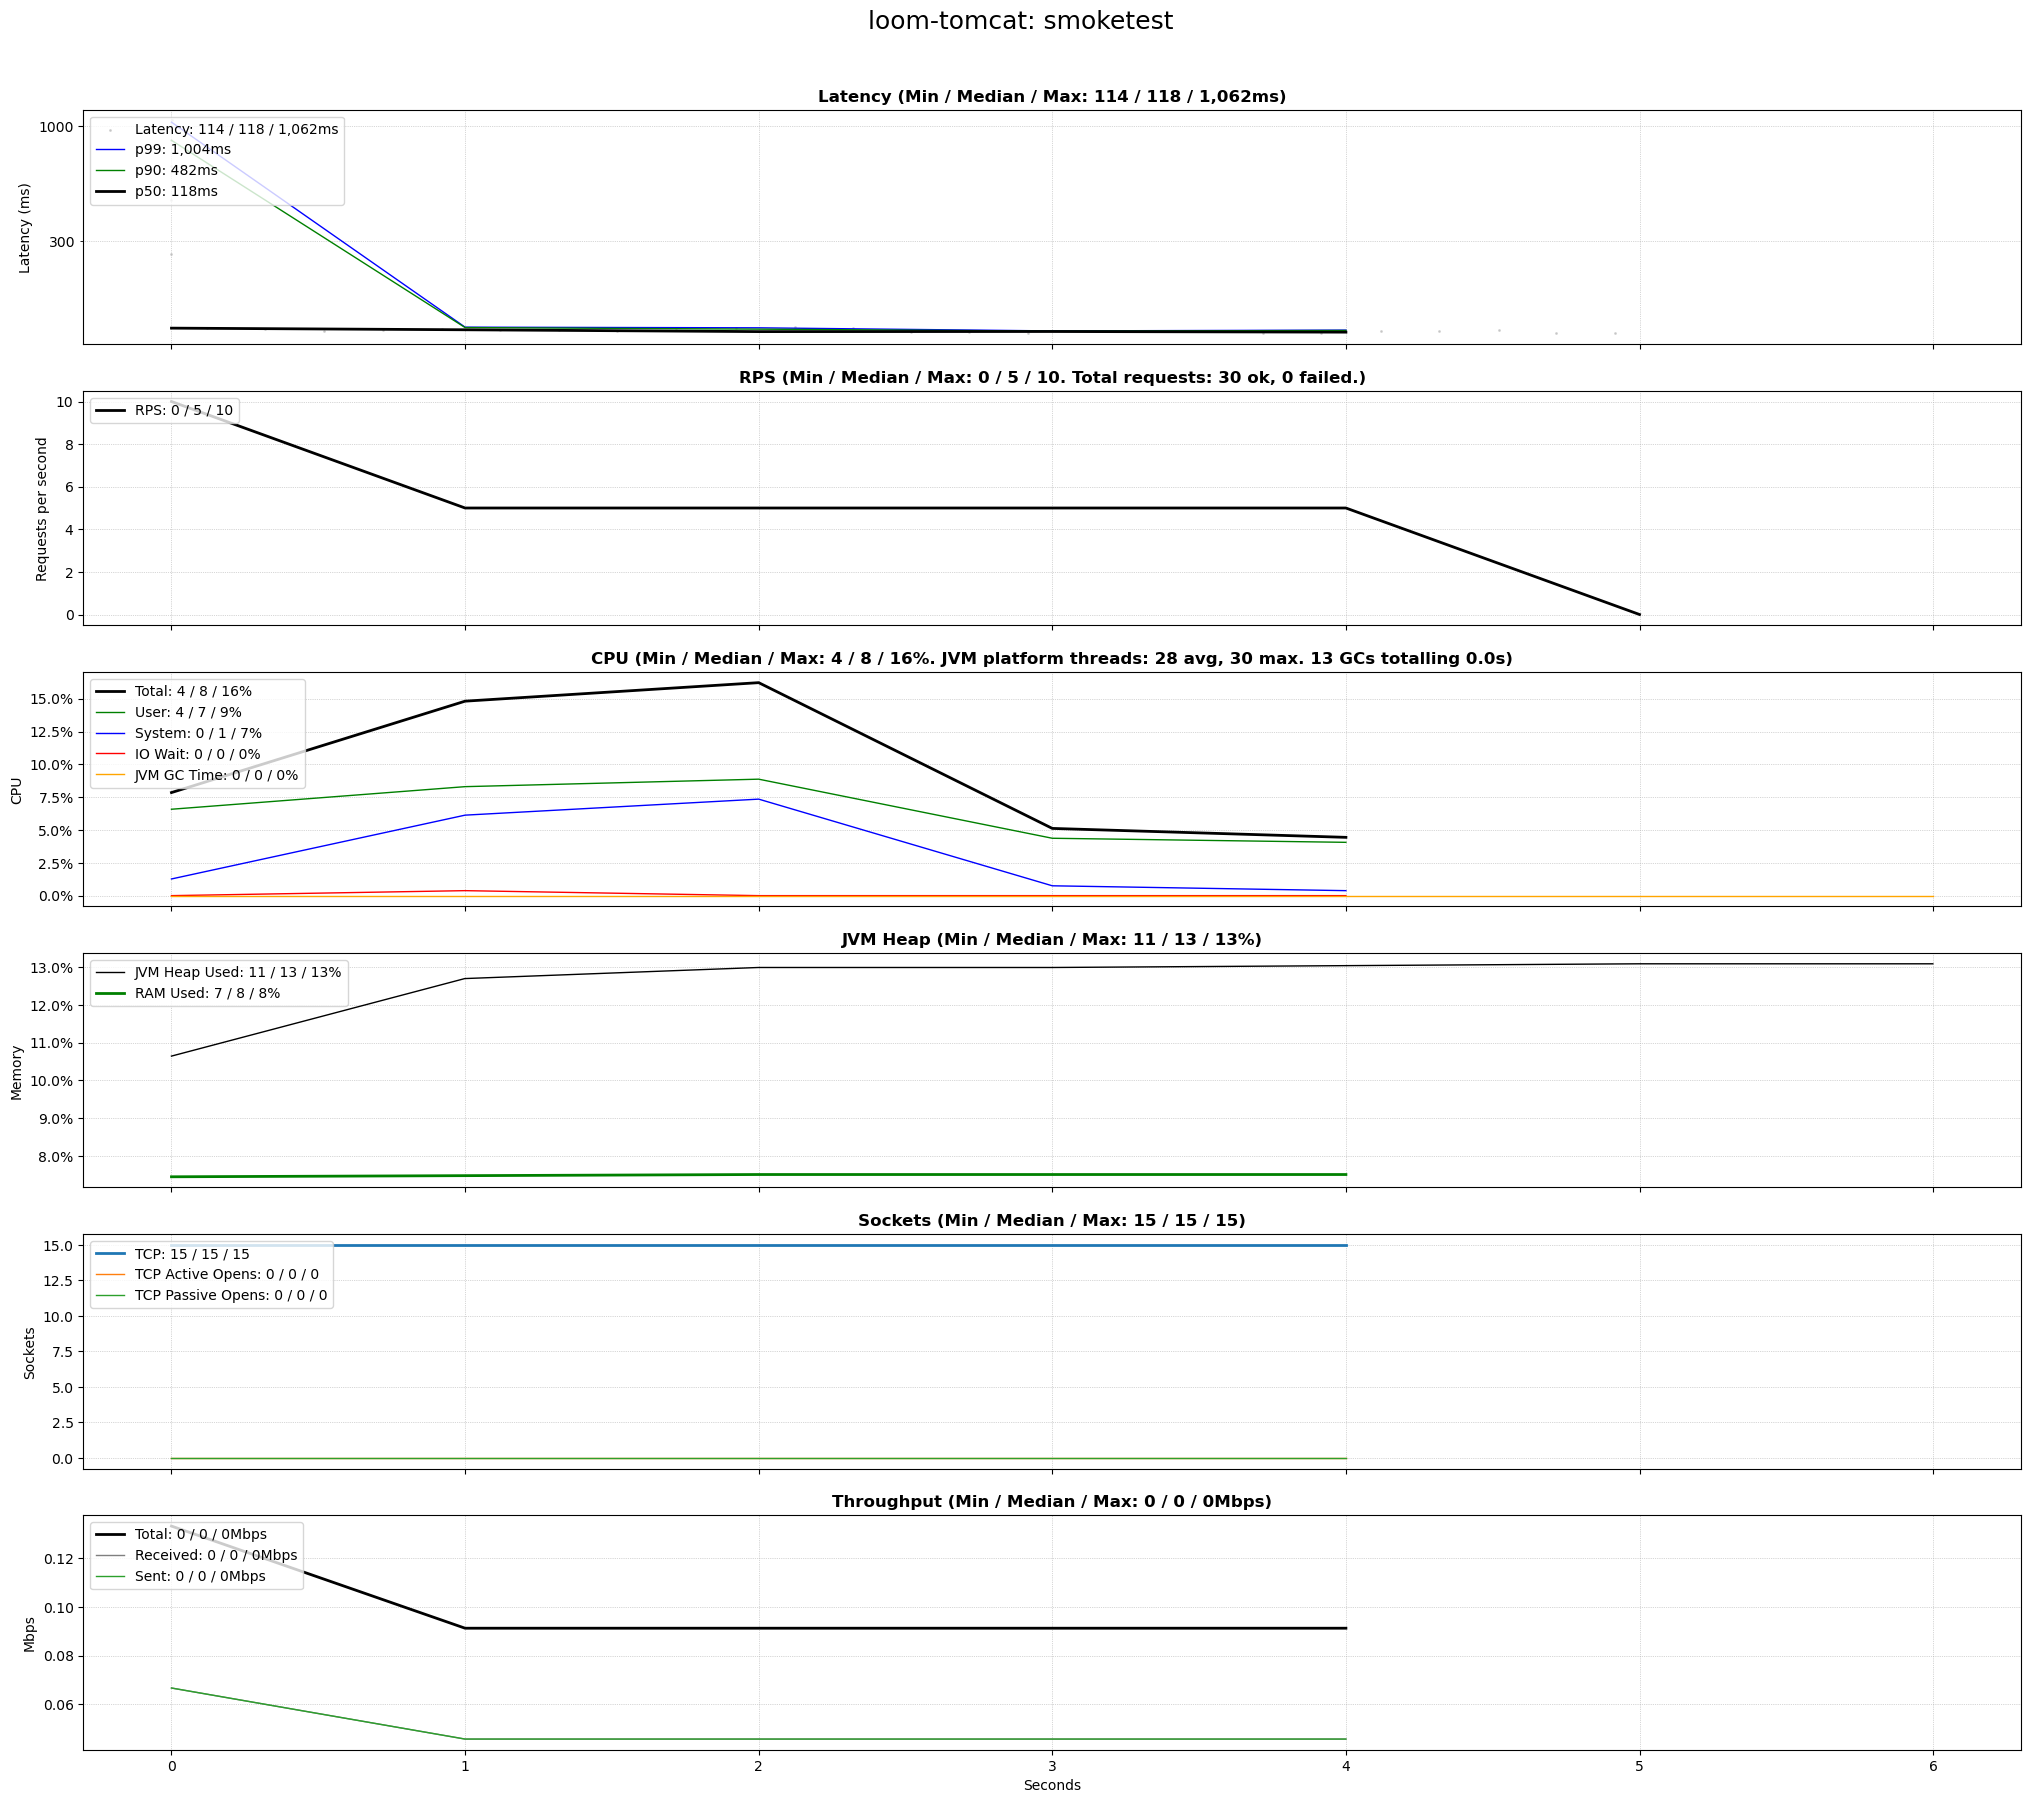 loom-tomcat: smoketest
Latency (Min / Median / Max: 114 / 118 / 1,062ms)
Latency: 114 / 118 / 1,062ms
p99: 1,004ms
p90: 482ms
p50: 118ms
1000
300
Latency (ms)
RPS (Min / Median / Max: 0 / 5 / 10. Total requests: 30 ok, 0 failed.)
RPS: 0 / 5 / 10
10
8
6
4
2
0
Requests per second
CPU (Min / Median / Max: 4 / 8 / 16%. JVM platform threads: 28 avg, 30 max. 13 GCs totalling 0.0s)
Total: 4 / 8 / 16%
User: 4 / 7 / 9%
System: 0 / 1 / 7%
IO Wait: 0 / 0 / 0%
JVM GC Time: 0 / 0 / 0%
15.0%
12.5%
10.0%
7.5%
5.0%
2.5%
0.0%
CPU
JVM Heap (Min / Median / Max: 11 / 13 / 13%)
JVM Heap Used: 11 / 13 / 13%
RAM Used: 7 / 8 / 8%
13.0%
12.0%
11.0%
10.0%
9.0%
8.0%
Memory
Sockets (Min / Median / Max: 15 / 15 / 15)
TCP: 15 / 15 / 15
TCP Active Opens: 0 / 0 / 0
TCP Passive Opens: 0 / 0 / 0
15.0
12.5
10.0
7.5
5.0
2.5
0.0
Sockets
Throughput (Min / Median / Max: 0 / 0 / 0Mbps)
Total: 0 / 0 / 0Mbps
Received: 0 / 0 / 0Mbps
Sent: 0 / 0 / 0Mbps
0.12
0.10
0.08
0.06
Mbps
0 1 2 3 4 5 6
Seconds